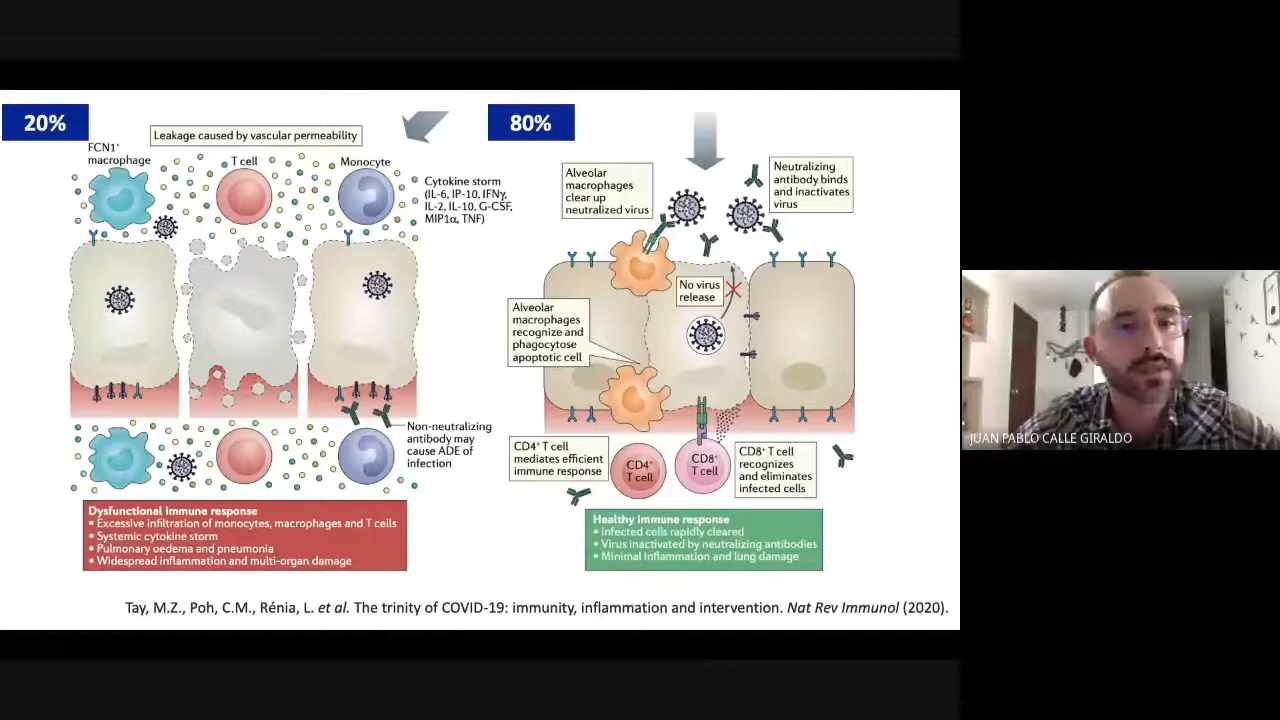 20%
Leakage caused by vascular permeability
FCN1⁺
macrophage
T cell
Monocyte
Cytokine storm
(IL-6, IP-10, IFNγ,
IL-2, IL-10, G-CSF,
MIP1α, TNF)
Non-neutralizing
antibody may
cause ADE of
infection
Dysfunctional immune response
• Excessive infiltration of monocytes, macrophages and T cells
• Systemic cytokine storm
• Pulmonary oedema and pneumonia
• Widespread inflammation and multi-organ damage
80%
Alveolar
macrophages
clear up
neutralized virus
Neutralizing
antibody binds
and inactivates
virus
No virus
release
Alveolar
macrophages
recognize and
phagocytose
apoptotic cell
CD4⁺ T cell
mediates efficient
immune response
CD4⁺
T cell
CD8⁺
T cell
CD8⁺ T cell
recognizes
and eliminates
infected cells
Healthy immune response
• Infected cells rapidly cleared
• Virus inactivated by neutralizing antibodies
• Minimal inflammation and lung damage
Tay, M.Z., Poh, C.M., Rénia, L. et al. The trinity of COVID-19: immunity, inflammation and intervention. Nat Rev Immunol (2020).
JUAN PABLO CALLE GIRALDO